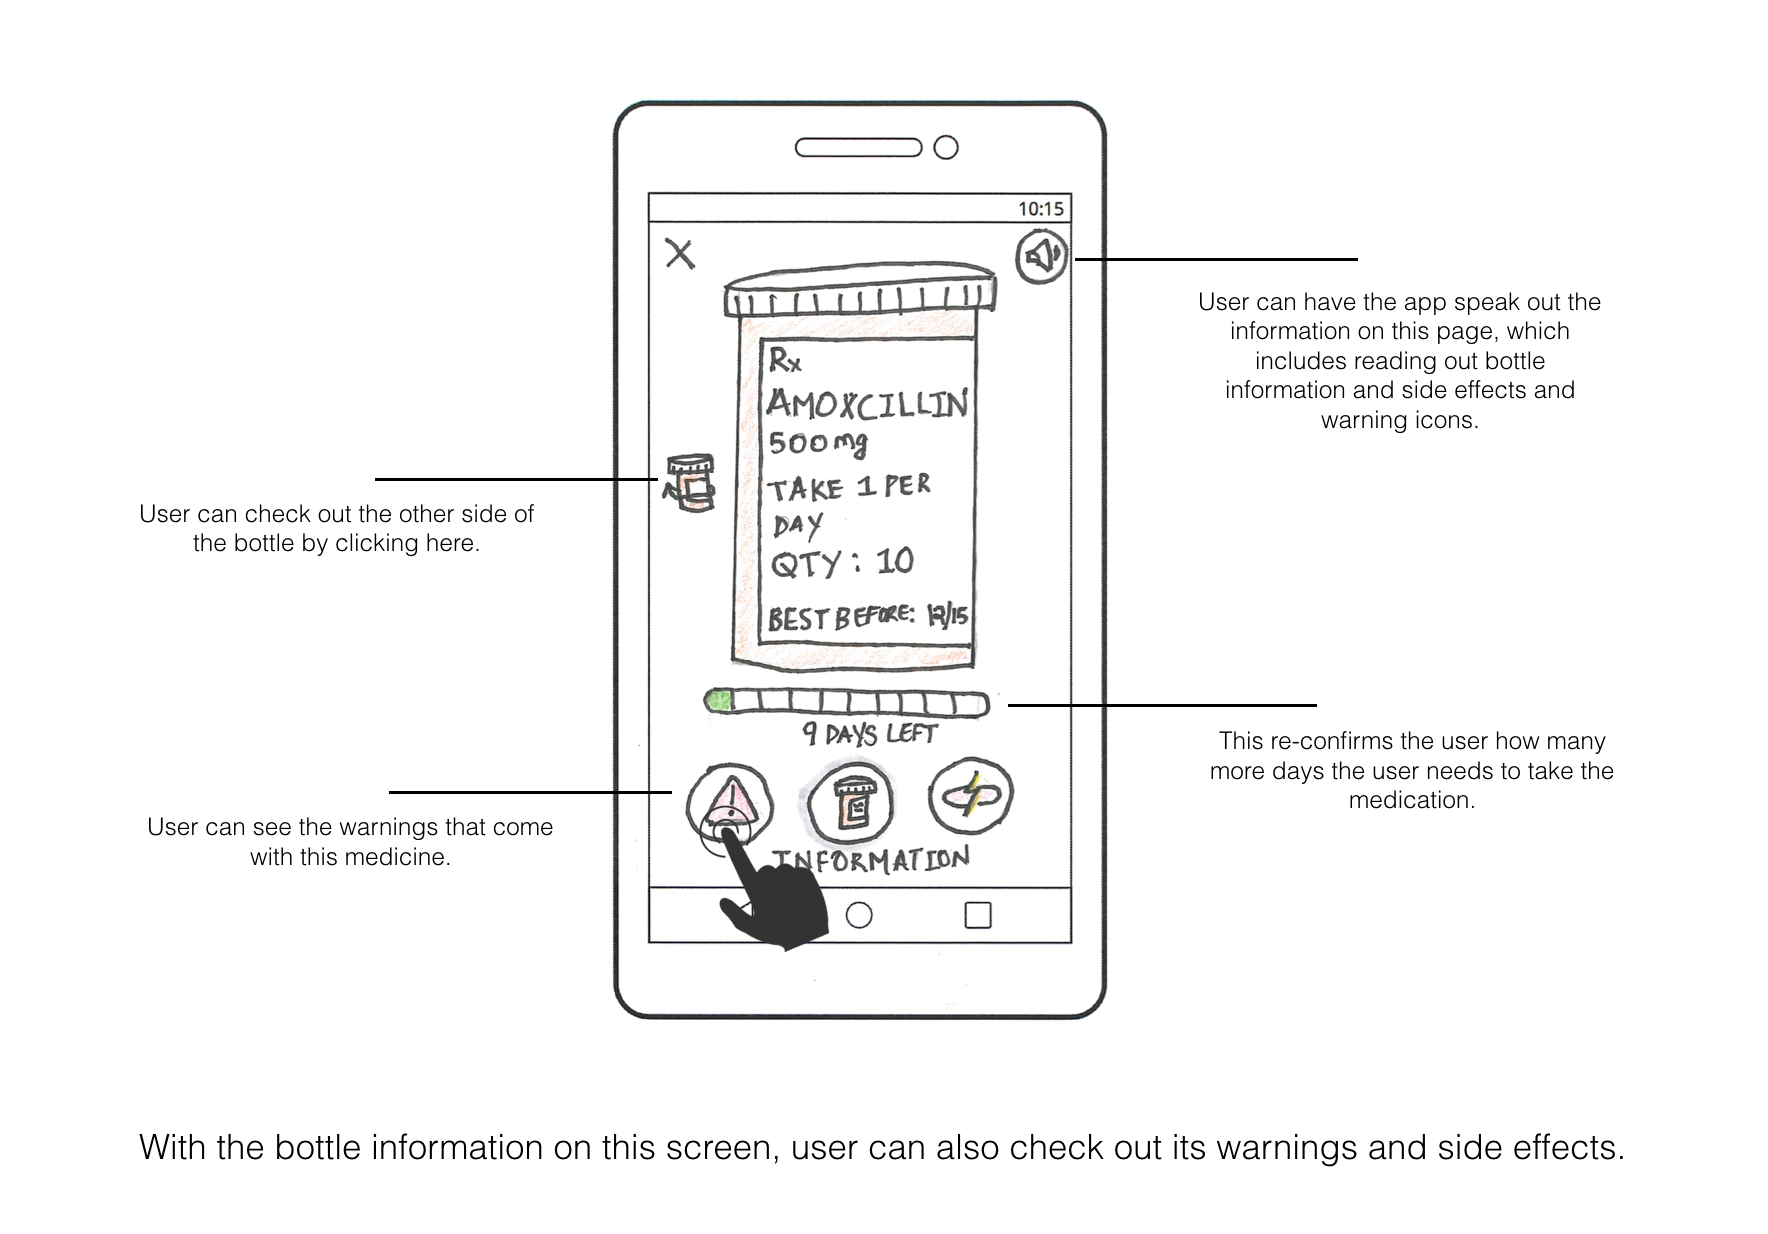 10:15
X
User can have the app speak out the
information on this page, which
includes reading out bottle
information and side effects and
warning icons.
Rx
AMOXCILLIN
500mg
TAKE 1 PER
DAY
QTY: 10
BEST BEFORE: 12/15
User can check out the other side of
the bottle by clicking here.
9 DAYS LEFT
This re-confirms the user how many
more days the user needs to take the
medication.
User can see the warnings that come
with this medicine.
INFORMATION
With the bottle information on this screen, user can also check out its warnings and side effects.